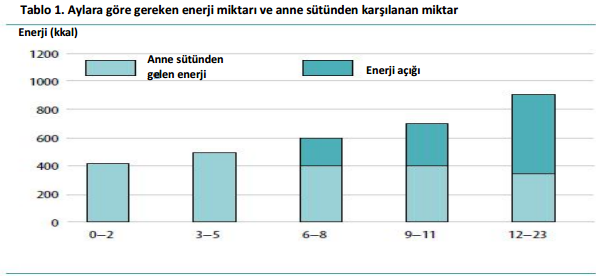 Tablo 1. Aylara göre gereken enerji miktarı ve anne sütünden karşılanan miktar
Enerji (kkal)
1200
1000
800
600
400
200
0
Anne sütünden
gelen enerji
Enerji açığı
0–2
3–5
6–8
9–11
12–23